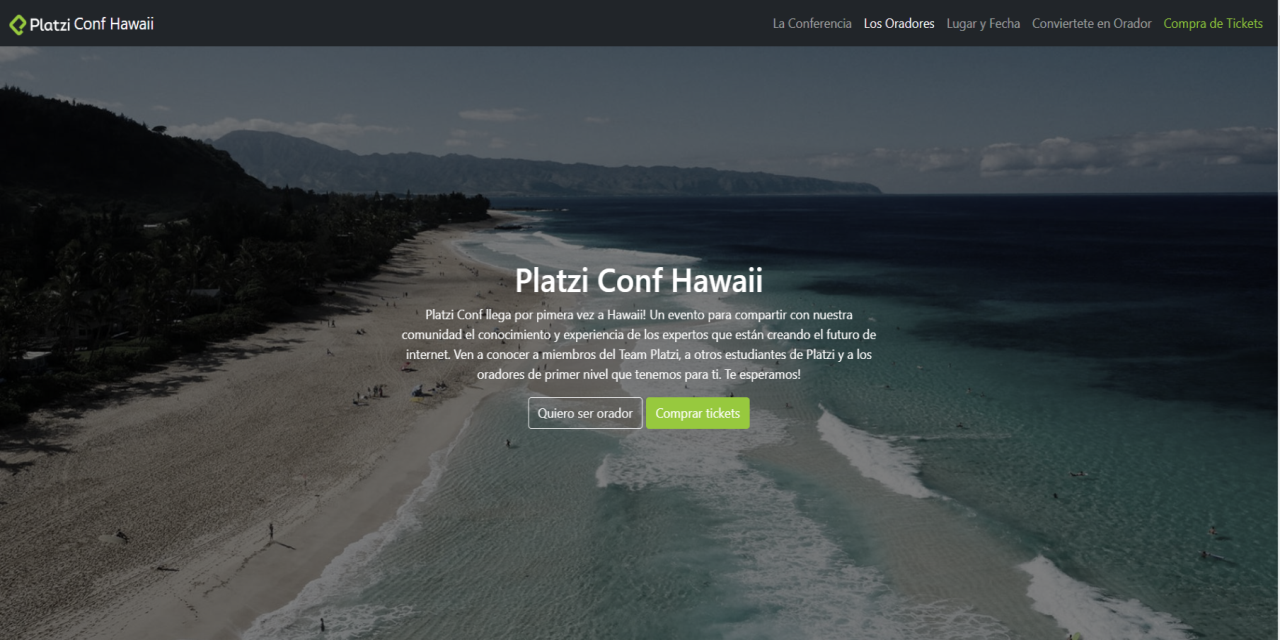 Platzi Conf Hawaii
La Conferencia Los Oradores Lugar y Fecha Conviertete en Orador Compra de Tickets
Platzi Conf Hawaii
Platzi Conf llega por pimera vez a Hawaii! Un evento para compartir con nuestra
comunidad el conocimiento y experiencia de los expertos que están creando el futuro de
internet. Ven a conocer a miembros del Team Platzi, a otros estudiantes de Platzi y a los
oradores de primer nivel que tenemos para ti. Te esperamos!
Quiero ser orador Comprar tickets